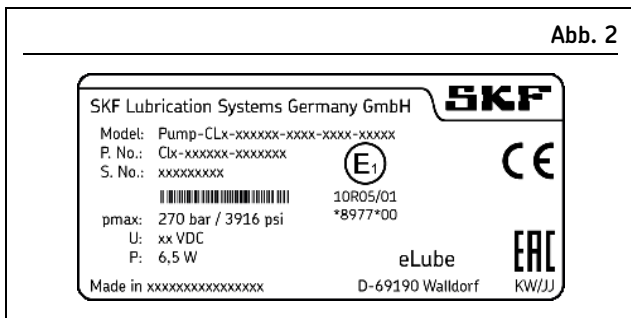 Abb. 2
SKF
SKF Lubrication Systems Germany GmbH
Model: Pump-CLx-xxxxxx-xxxx-xxxx-xxxxx
P. No.: Clx-xxxxxx-xxxxxxx
S. No.: xxxxxxxxx
E1
CE
10R05/01
*8977*00
pmax: 270 bar / 3916 psi
U: xx VDC
P: 6,5 W
eLube
EAC
Made in xxxxxxxxxxxxxxxx D-69190 Walldorf KW/JJ